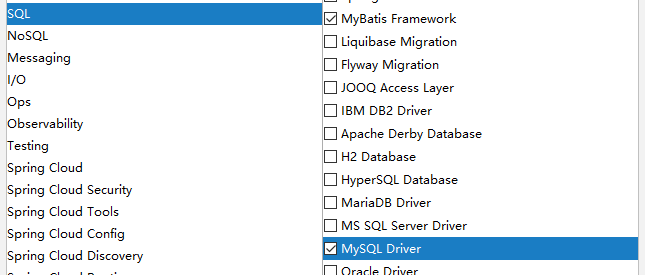 SQL
NoSQL
Messaging
I/O
Ops
Observability
Testing
Spring Cloud
Spring Cloud Security
Spring Cloud Tools
Spring Cloud Config
Spring Cloud Discovery
MyBatis Framework
Liquibase Migration
Flyway Migration
JOOQ Access Layer
IBM DB2 Driver
Apache Derby Database
H2 Database
HyperSQL Database
MariaDB Driver
MS SQL Server Driver
MySQL Driver
Oracle Driver